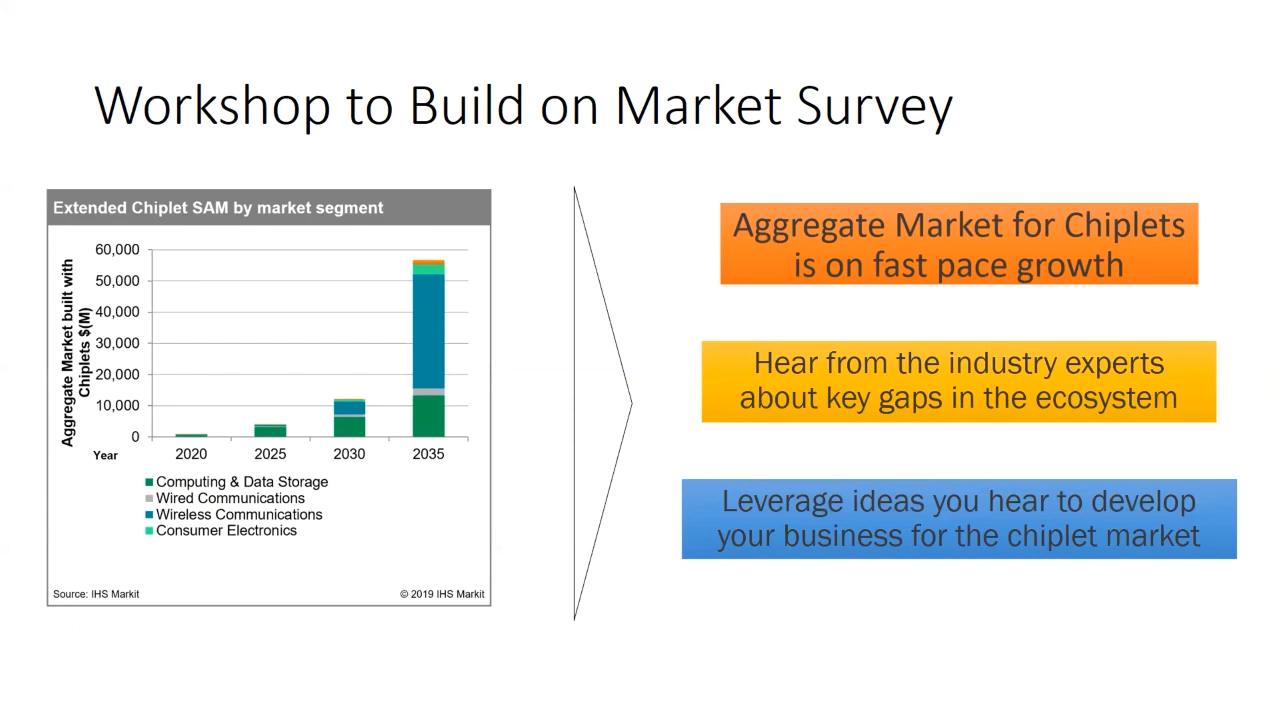 Workshop to Build on Market Survey
Extended Chiplet SAM by market segment
Aggregate Market built with
Chiplets $(M)
60,000
50,000
40,000
30,000
20,000
10,000
0
Year
2020
2025
2030
2035
Computing & Data Storage
Wired Communications
Wireless Communications
Consumer Electronics
Source: IHS Markit
© 2019 IHS Markit
Aggregate Market for Chiplets
is on fast pace growth
Hear from the industry experts
about key gaps in the ecosystem
Leverage ideas you hear to develop
your business for the chiplet market